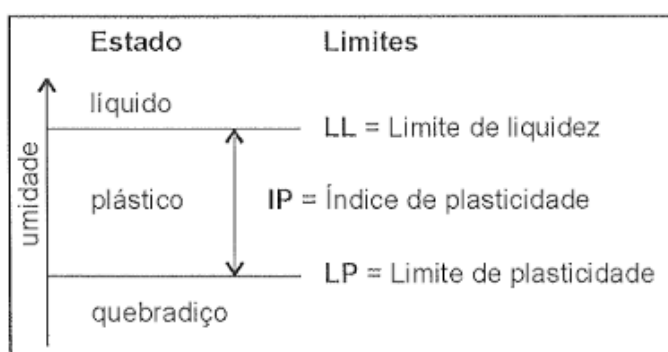 Estado Limites
líquido
LL = Limite de liquidez
umidade
plástico IP = Índice de plasticidade
LP = Limite de plasticidade
quebradiço